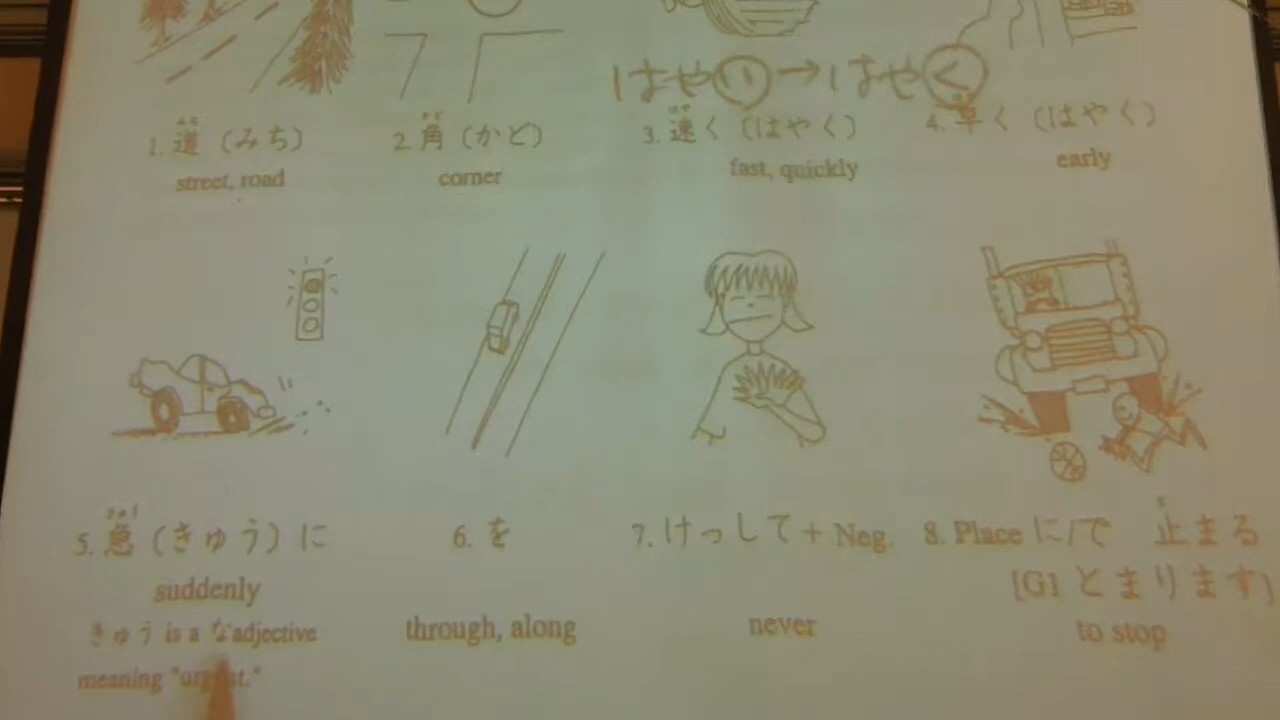 はやい→はやく
1. 道 (みち) 2. 角 (かど) 3. 速く (はやく) 4. 早く (はやく)
street, road corner fast, quickly early
5. 急 (きゅう) に 6. を 7. けっして + Neg. 8. Place に/で 止まる
[G1 とまります]
suddenly
through, along never to stop
きゅう is a な adjective
meaning "urgent."